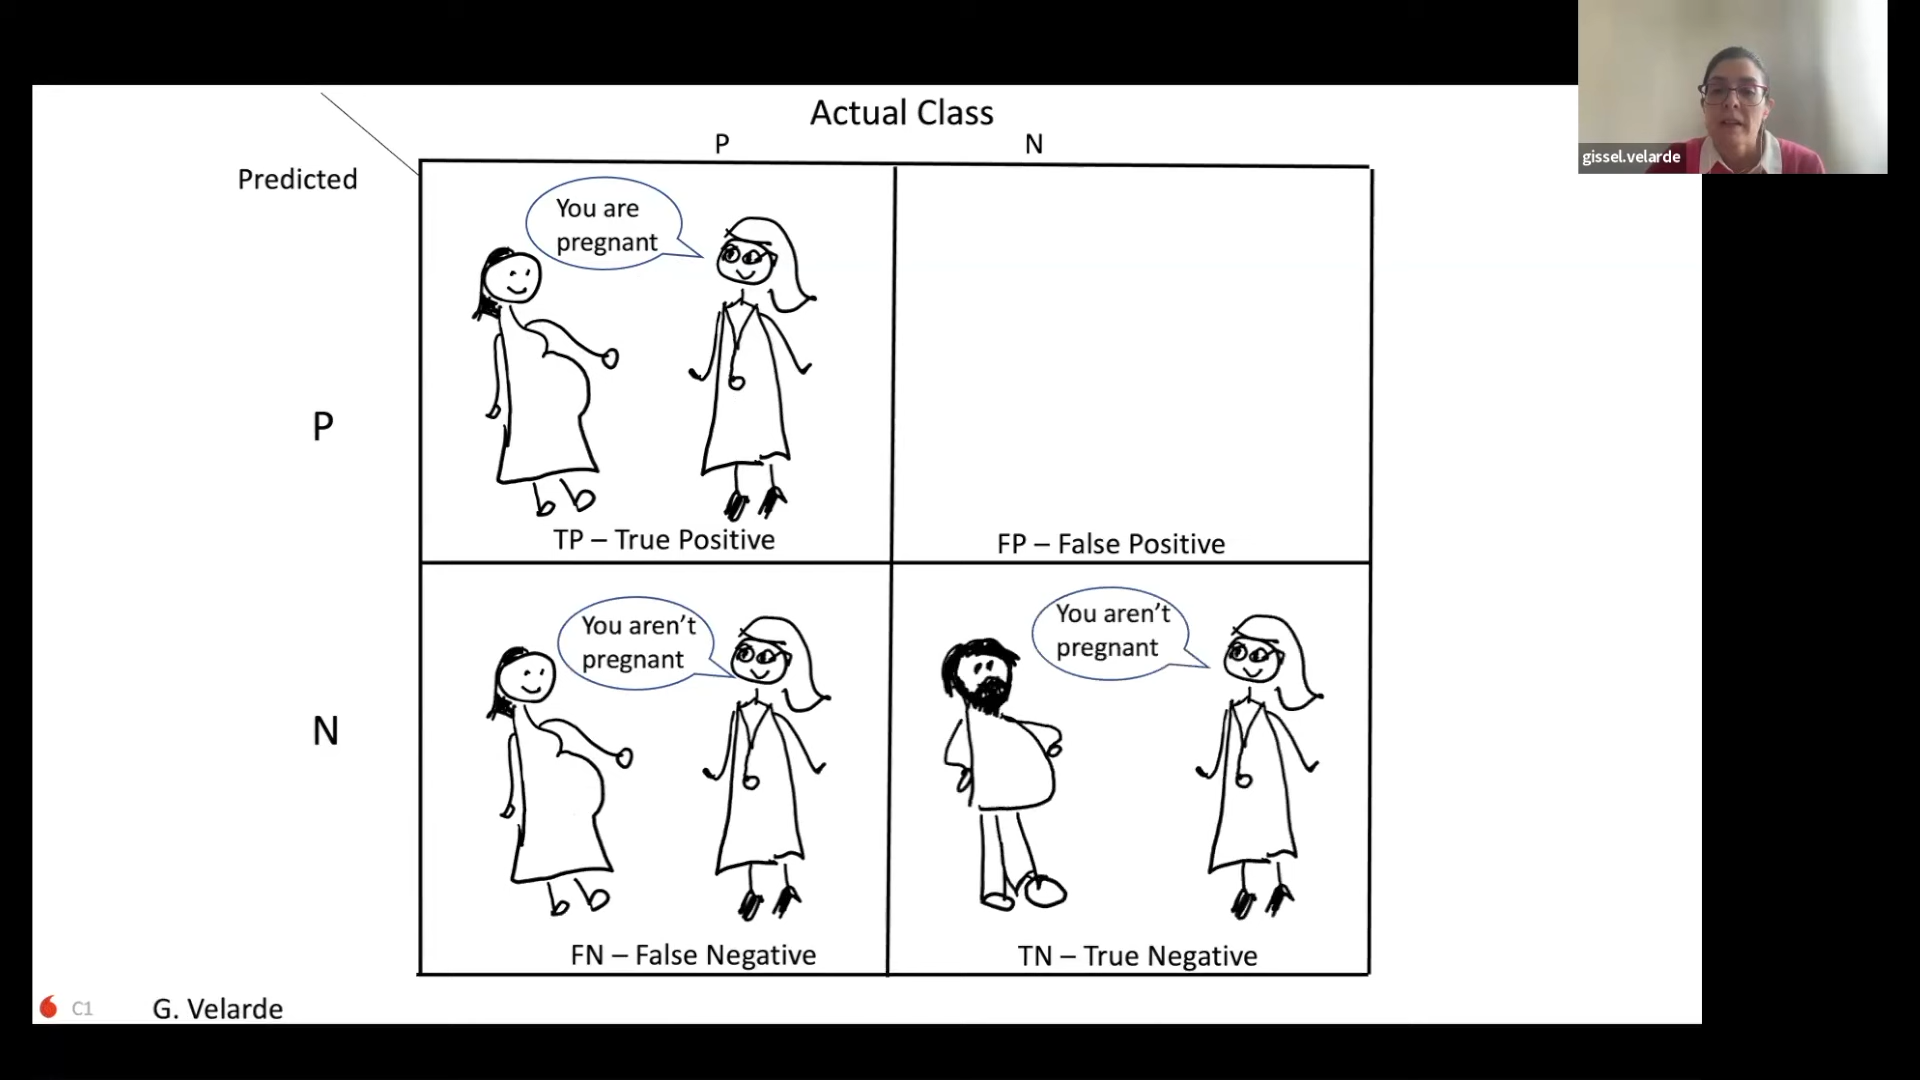 Actual Class
P
N
Predicted
gissel.velarde
You are
pregnant
P
TP – True Positive
FP – False Positive
You aren’t
pregnant
You aren’t
pregnant
N
FN – False Negative
TN – True Negative
C1
G. Velarde